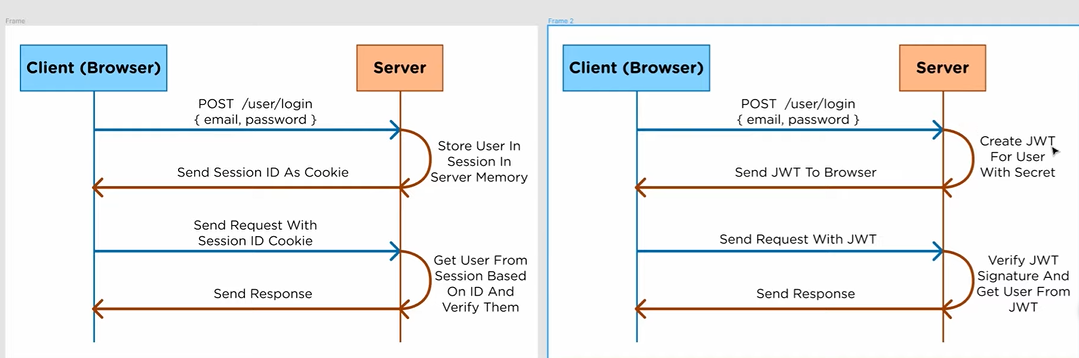 Frame
Client (Browser)
Server
POST /user/login
{ email, password }
Store User In
Session In
Server Memory
Send Session ID As Cookie
Send Request With
Session ID Cookie
Get User From
Session Based
On ID And
Verify Them
Send Response
Frame 2
Client (Browser)
Server
POST /user/login
{ email, password }
Create JWT
For User
With Secret
Send JWT To Browser
Send Request With JWT
Verify JWT
Signature And
Get User From
JWT
Send Response